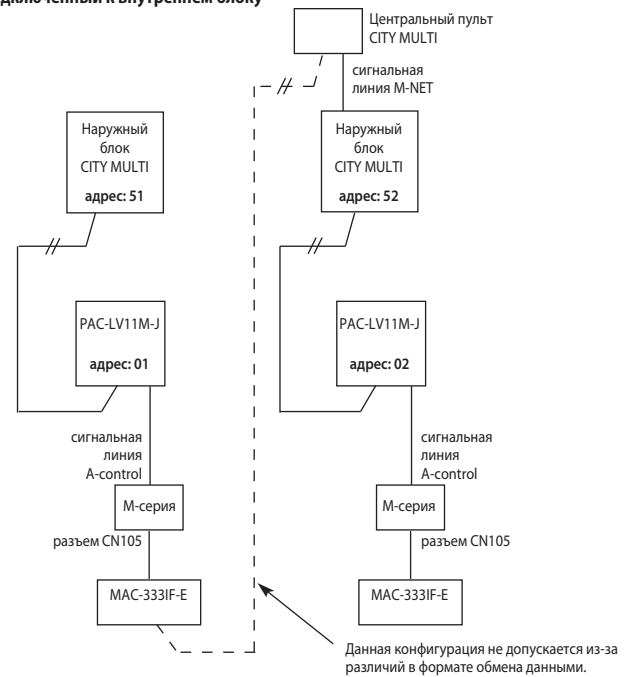 дключенный к внутреннем блоку
Центральный пульт
CITY MULTI
сигнальная
линия M-NET
Наружный
блок
CITY MULTI
адрес: 51
Наружный
блок
CITY MULTI
адрес: 52
PAC-LV11M-J
адрес: 01
PAC-LV11M-J
адрес: 02
сигнальная
линия
A-control
сигнальная
линия
A-control
М-серия
М-серия
разъем CN105
разъем CN105
MAC-333IF-E
MAC-333IF-E
Данная конфигурация не допускается из-за
различий в формате обмена данными.